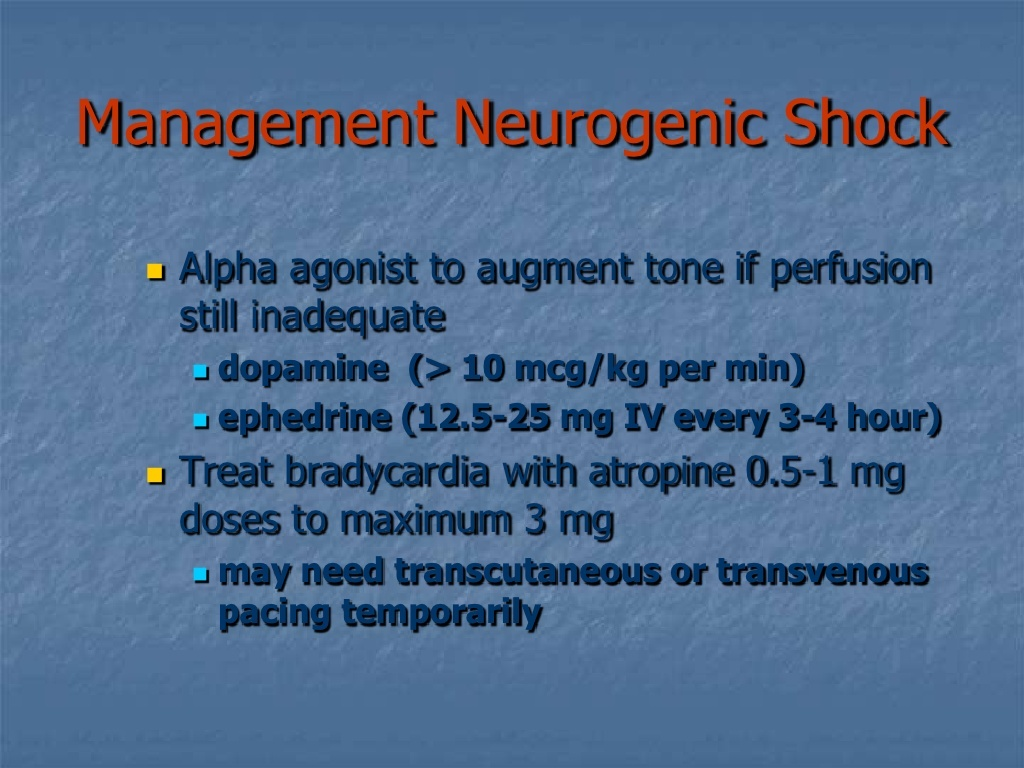 Management Neurogenic Shock
Alpha agonist to augment tone if perfusion
still inadequate
dopamine (> 10 mcg/kg per min)
ephedrine (12.5-25 mg IV every 3-4 hour)
Treat bradycardia with atropine 0.5-1 mg
doses to maximum 3 mg
may need transcutaneous or transvenous
pacing temporarily